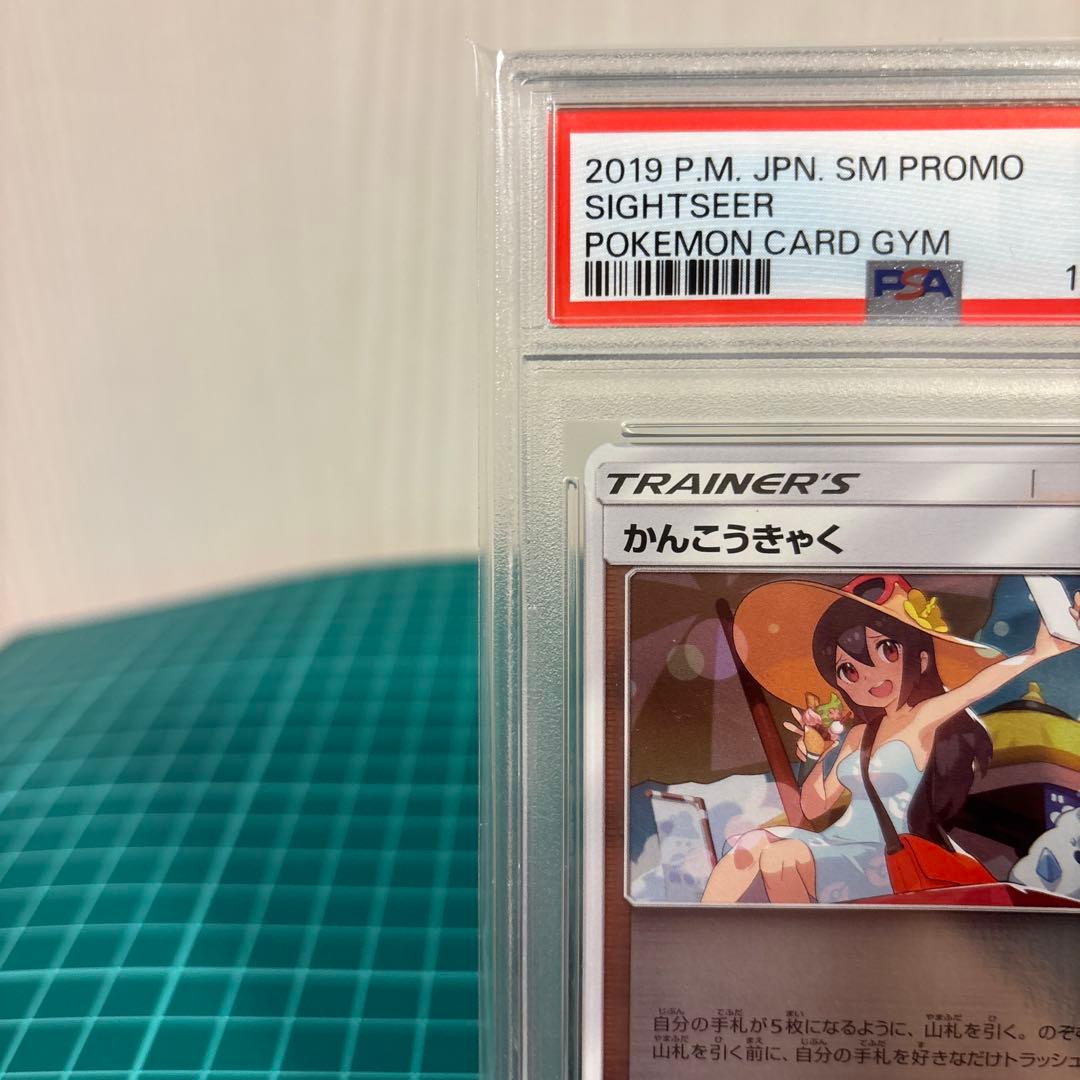 2019 P.M. JPN. SM PROMO
SIGHTSEER
POKEMON CARD GYM
PSA
1
TRAINER'S
かんこうきゃく
自分の手札が5枚になるように、山札を引く。のぞ
山札を引く前に、自分の手札を好きなだけトラッシュ